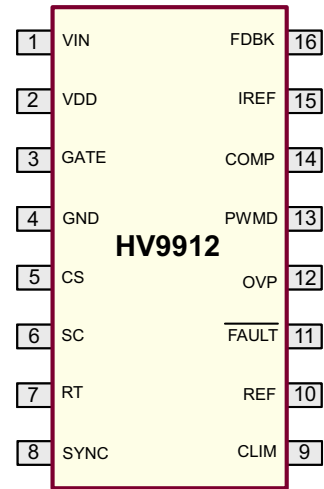 1 VIN FDBK 16
2 VDD IREF 15
3 GATE COMP 14
4 GND PWMD 13
HV9912
5 CS OVP 12
6 SC FAULT 11
7 RT REF 10
8 SYNC CLIM 9